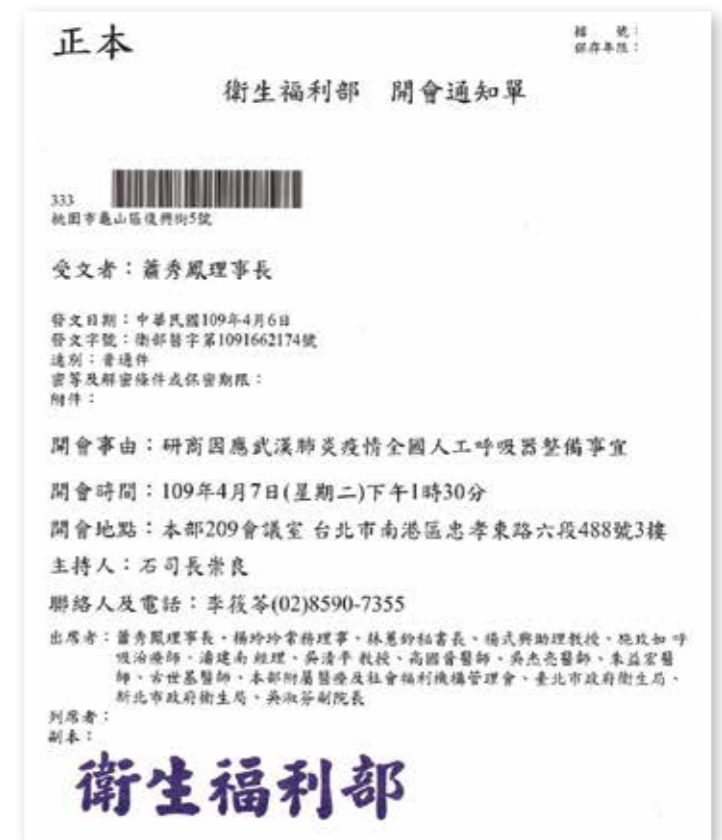 正本
檔　　號：
保存年限：
衛生福利部　開會通知單
333
桃園市龜山區復興街5號
受文者：蕭秀鳳理事長
發文日期：中華民國109年4月6日
發文字號：衛部醫字第1091662174號
速別：普通件
密等及解密條件或保密期限：
附件：
開會事由：研商因應武漢肺炎疫情全國人工呼吸器整備事宜
開會時間：109年4月7日(星期二)下午1時30分
開會地點：本部209會議室 台北市南港區忠孝東路六段488號3樓
主持人：石司長崇良
聯絡人及電話：李筱苓(02)8590-7355
出席者：蕭秀鳳理事長、楊玲玲常務理事、林蕙鈴秘書長、楊式興助理教授、施玫如 呼
吸治療師、潘建南 經理、吳清平 教授、高國晉醫師、吳杰亮醫師、朱益宏醫
師、古世基醫師、本部附屬醫療及社會福利機構管理會、臺北市政府衛生局、
新北市政府衛生局、吳淑芬副院長
列席者：
副本：
衛生福利部